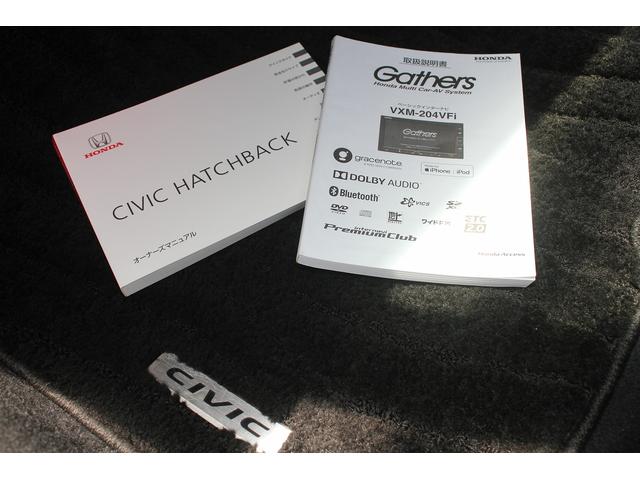 HONDA
CIVIC HATCHBACK
オーナーズマニュアル
取扱説明書
HONDA
Gathers
Honda Multi Car-AV System
ベーシックインターナビ
VXM-204VFi
Gathers
gracenote
iPhone | iPod
DOLBY AUDIO
Bluetooth
VICS
DVD
ワイドFM
ETC
2.0
internavi
Premium Club
Honda Access
CIVIC